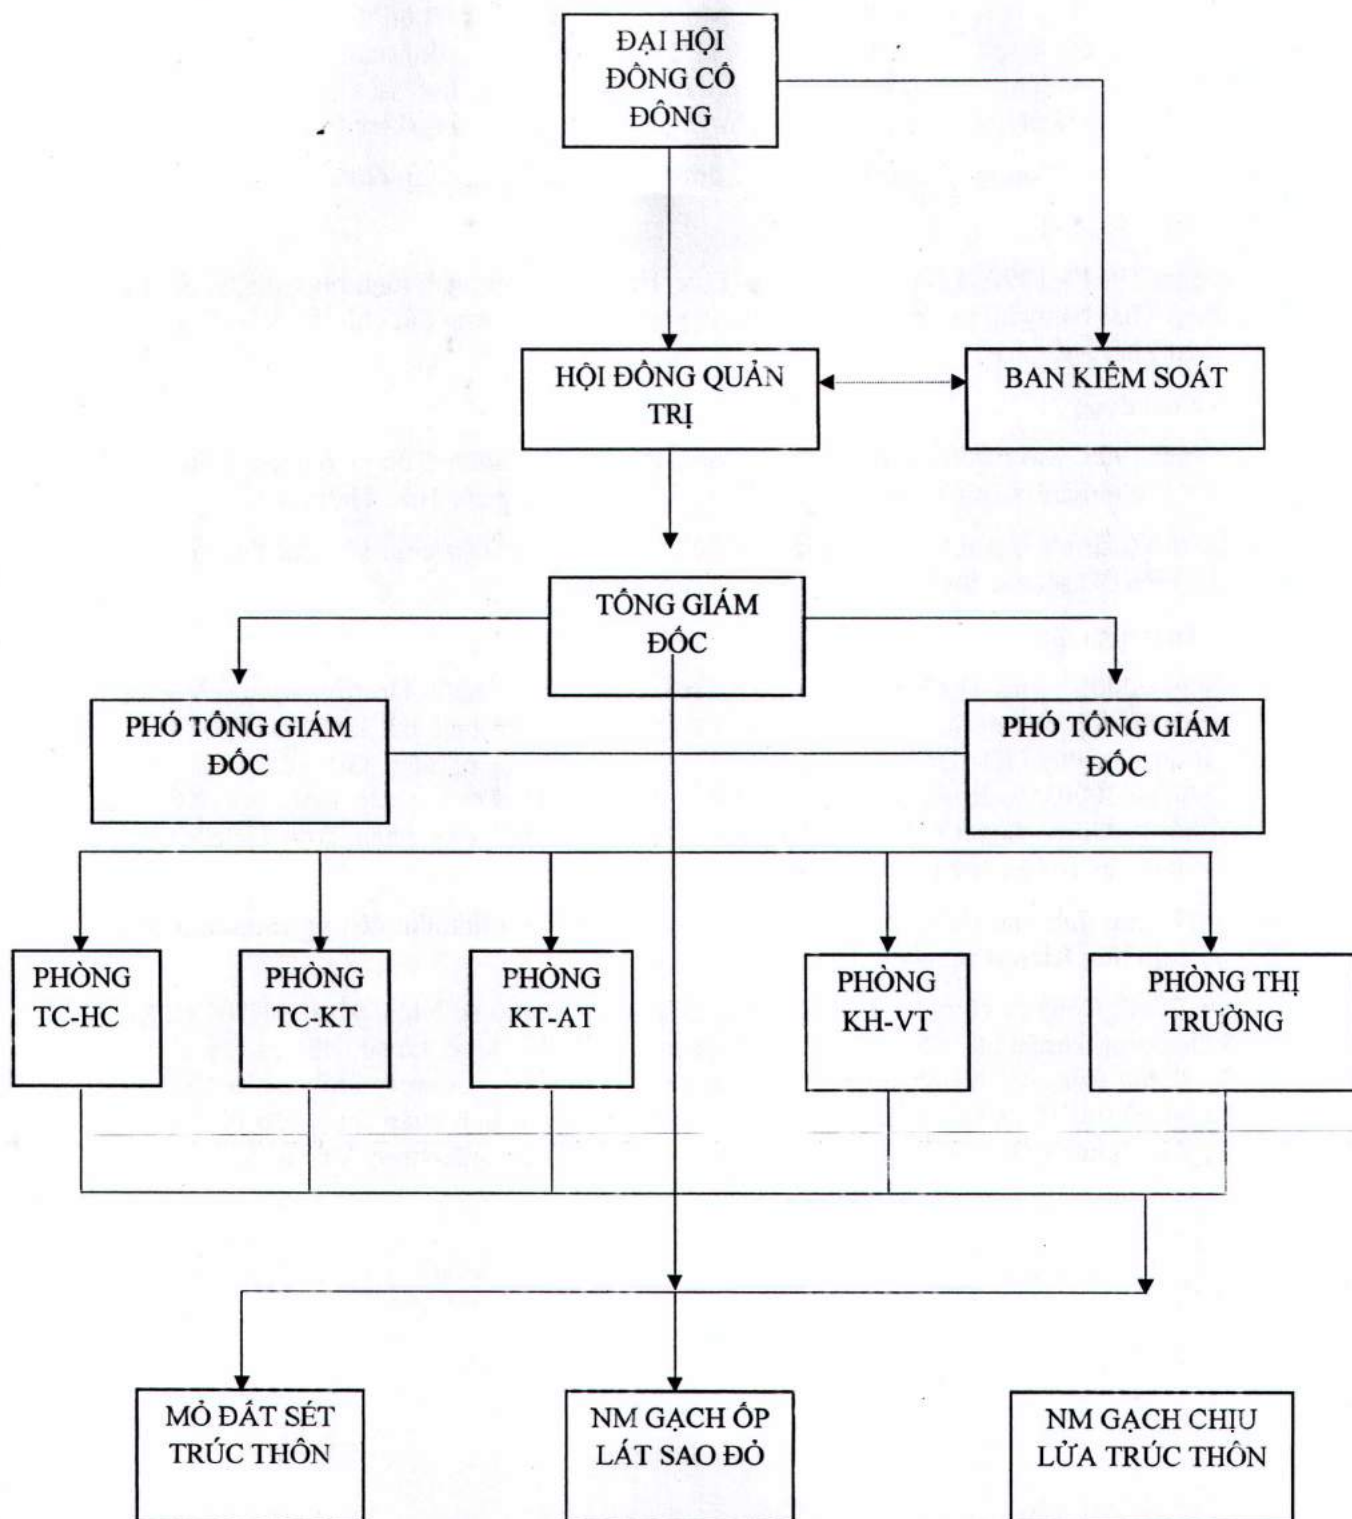 ĐẠI HỘI
ĐỒNG CỔ
ĐÔNG
HỘI ĐỒNG QUẢN
TRỊ
BAN KIỂM SOÁT
TỔNG GIÁM
ĐỐC
PHÓ TỔNG GIÁM
ĐỐC
PHÓ TỔNG GIÁM
ĐỐC
PHÒNG
TC-HC
PHÒNG
TC-KT
PHÒNG
KT-AT
PHÒNG
KH-VT
PHÒNG THỊ
TRƯỜNG
MỎ ĐẤT SÉT
TRÚC THÔN
NM GẠCH ỐP
LÁT SAO ĐỎ
NM GẠCH CHỊU
LỬA TRÚC THÔN